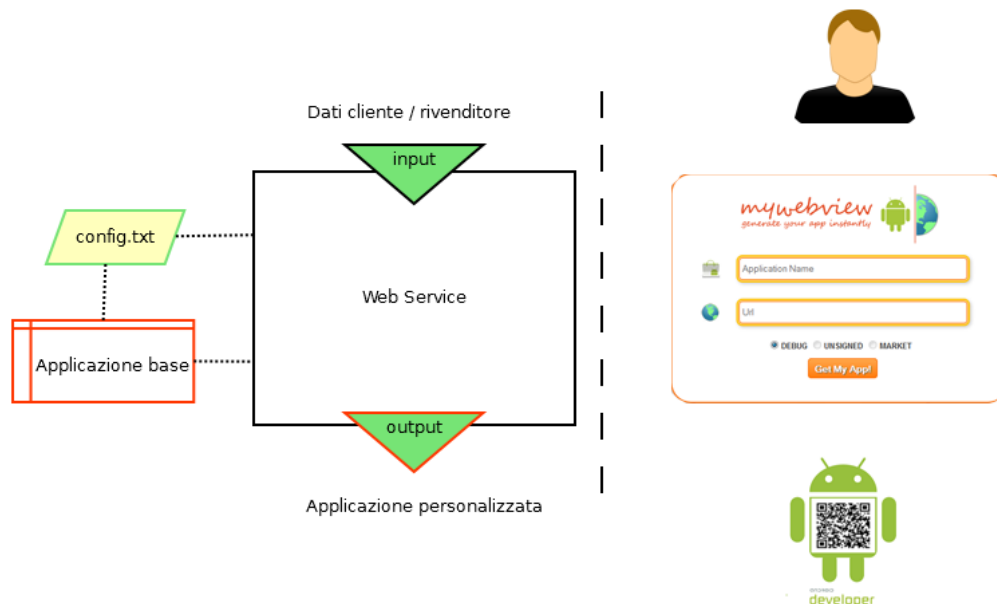 Dati cliente / rivenditore
input
config.txt
Web Service
Applicazione base
output
Applicazione personalizzata
mywebview
generate your app instantly
Application Name
Url
DEBUG UNSIGNED MARKET
Get My App!
ANDROID
developer